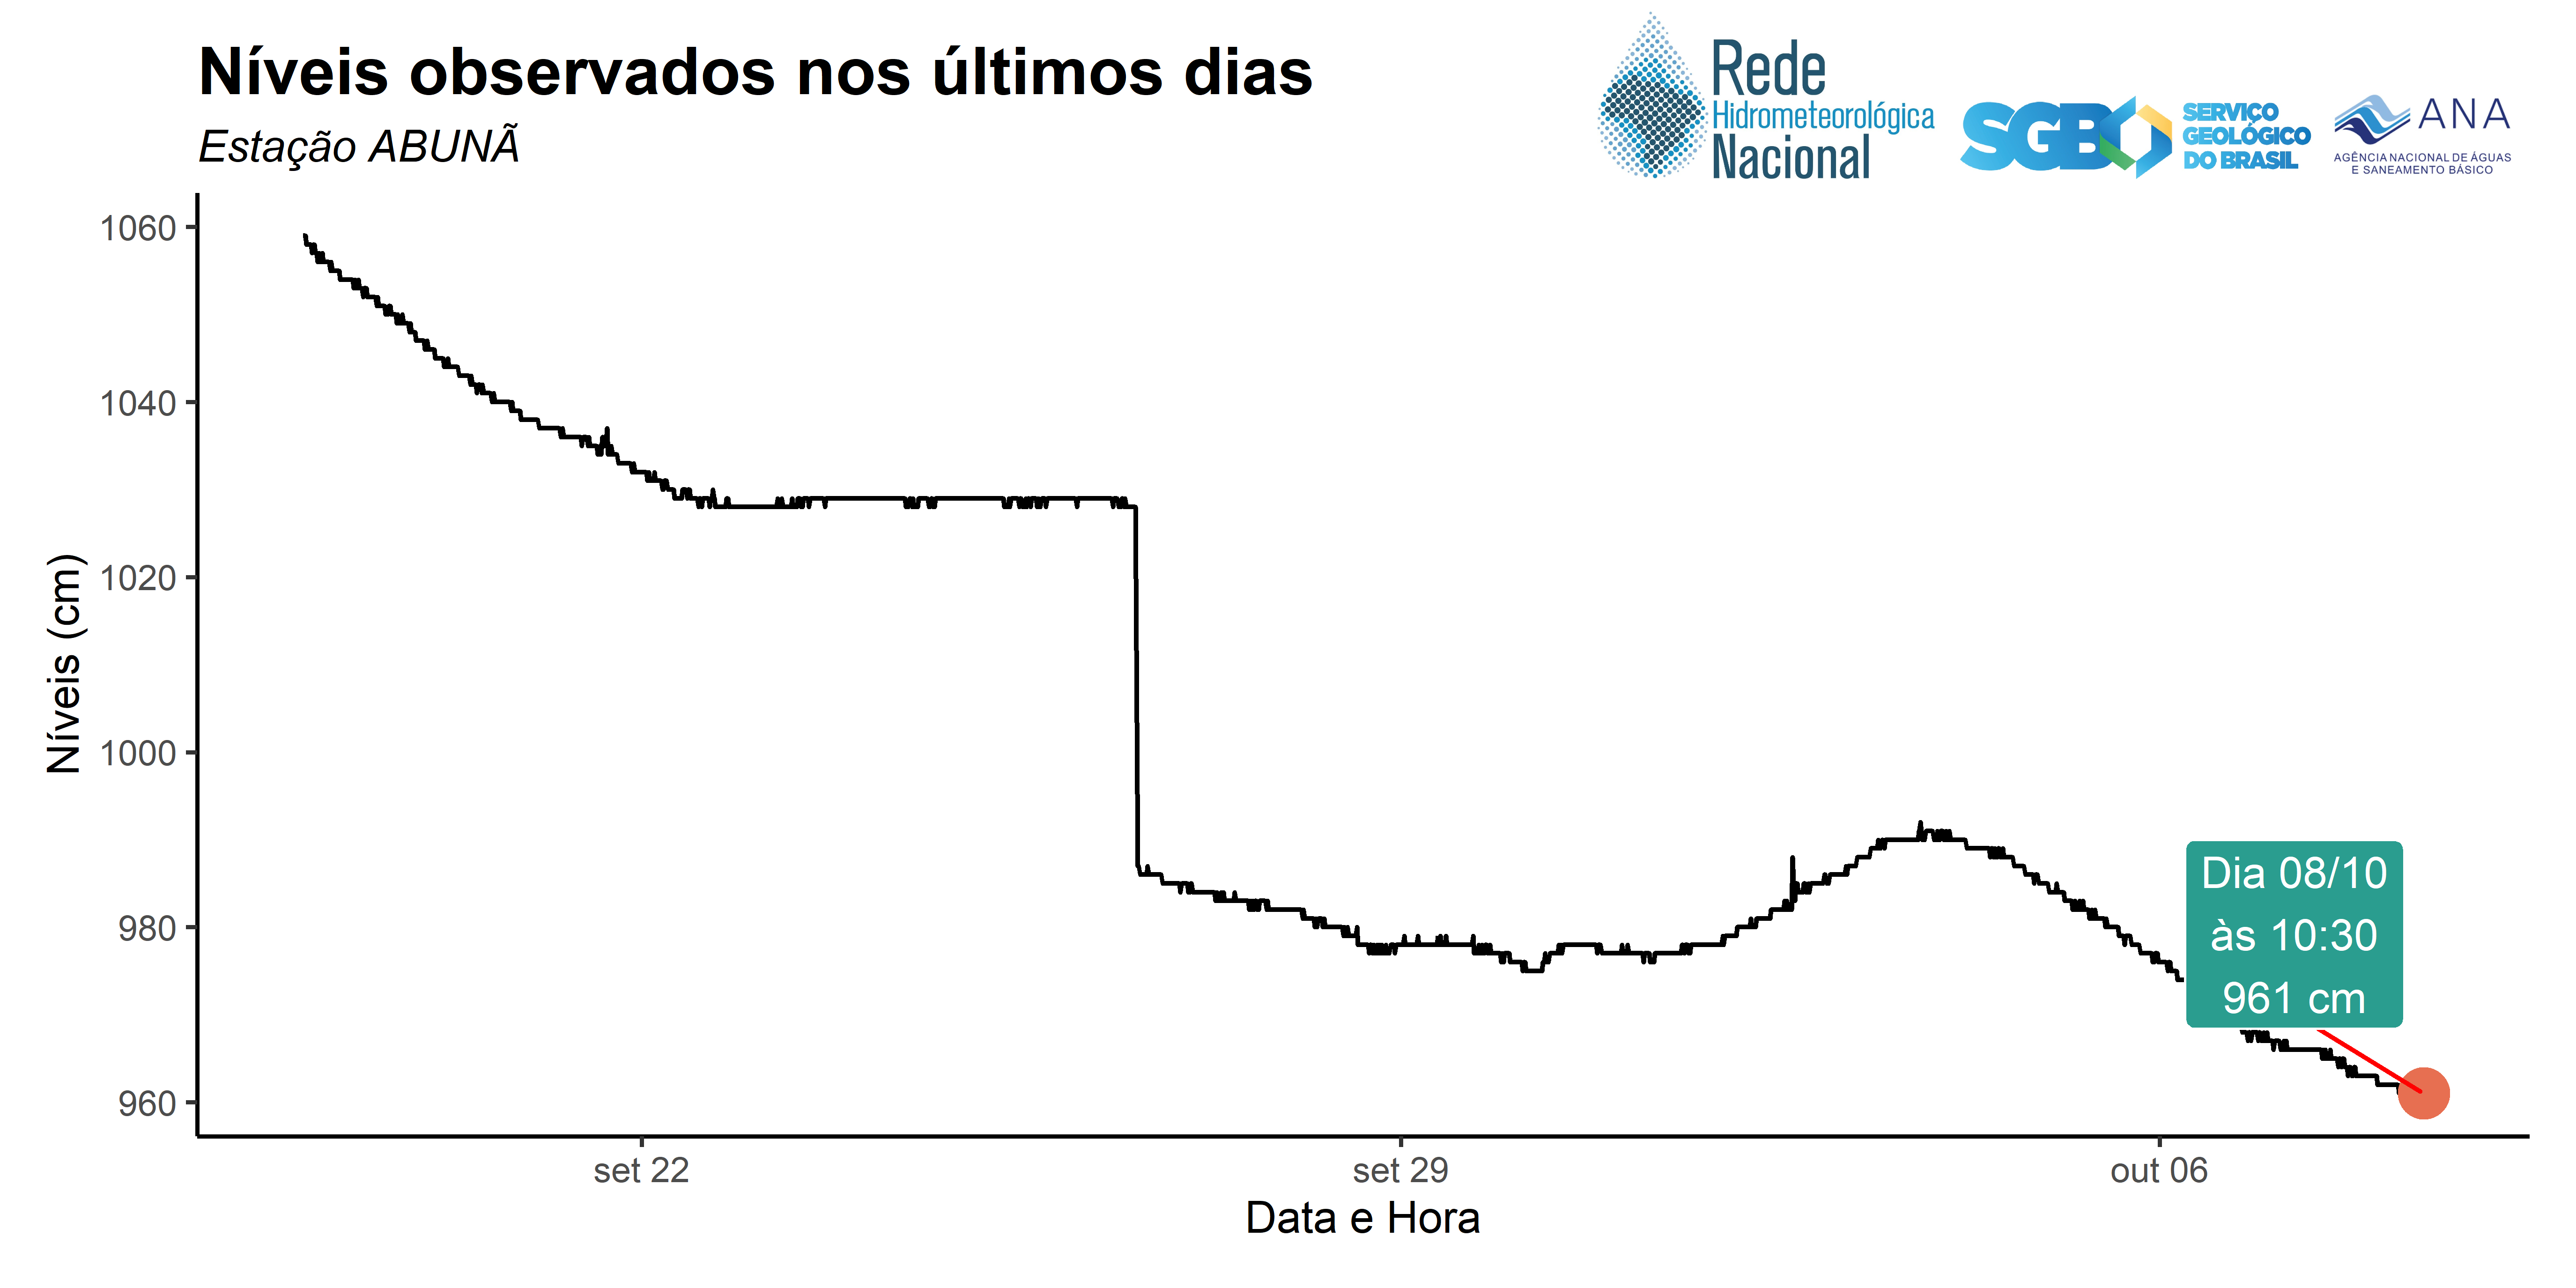 Níveis observados nos últimos dias
Estação ABUNÃ
Rede
Hidrometeorológica
Nacional
SGB
SERVIÇO
GEOLÓGICO
DO BRASIL
ANA
AGÊNCIA NACIONAL DE ÁGUAS
E SANEAMENTO BÁSICO
Níveis (cm)
1060
1040
1020
1000
980
960
Dia 08/10
às 10:30
961 cm
set 22
set 29
out 06
Data e Hora